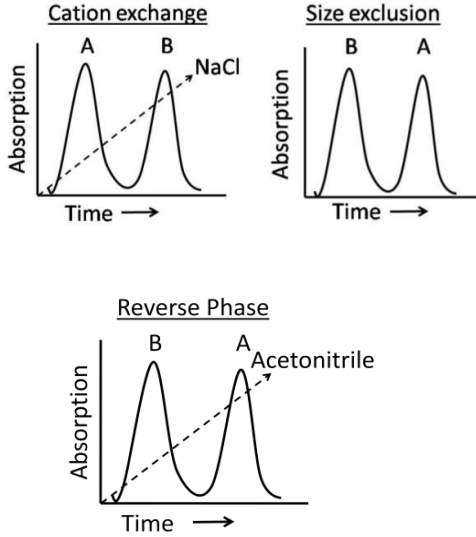 Cation exchange
A
B
NaCl
Absorption
Time
Size exclusion
B
A
Absorption
Time
Reverse Phase
B
A
Acetonitrile
Absorption
Time